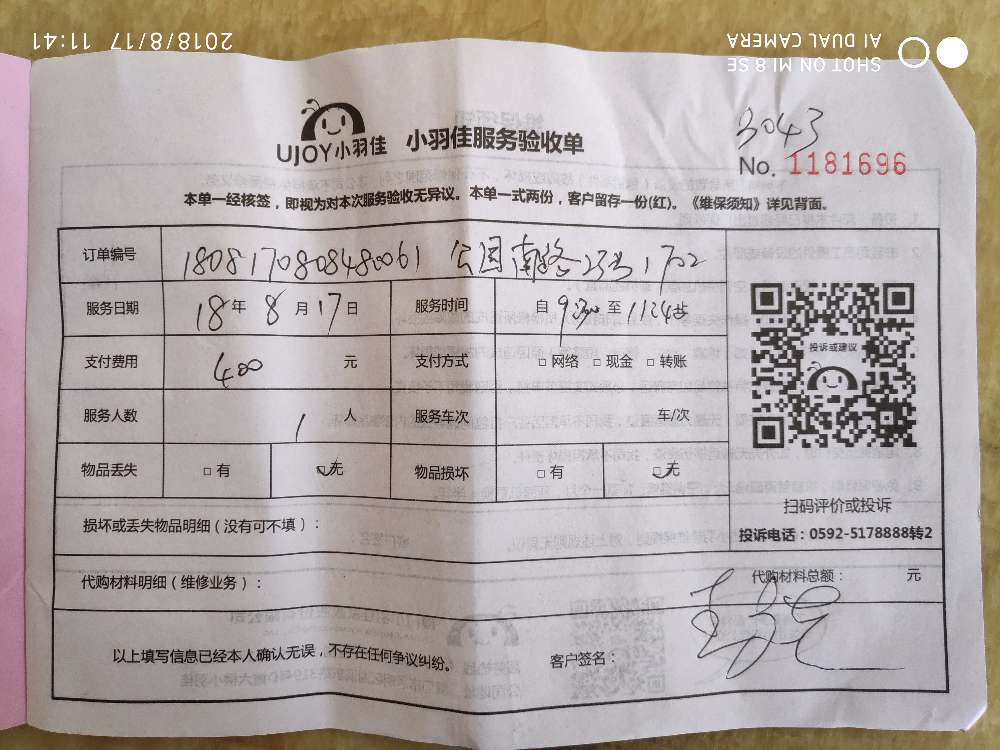 2018/8/17 11:41
SHOT ON MI 8 SE
AI DUAL CAMERA
3043
UJOY小羽佳 小羽佳服务验收单
No. 1181696
本单一经核签，即视为对本次服务验收无异议。本单一式两份，客户留存一份(红)。《维保须知》详见背面。
订单编号 1808170808480061 公园南路
服务日期 18年 8月17日 服务时间 自 至
支付费用 400 元 支付方式 □网络 □现金 □转账
投诉或建议
服务人数 1 人 服务车次 车/次
物品丢失 □有 □无 物品损坏 □有 □无
扫码评价或投诉
投诉电话：0592-5178888转2
损坏或丢失物品明细（没有可不填）：
代购材料明细（维修业务）： 代购材料总额： 元
以上填写信息已经本人确认无误，不存在任何争议纠纷。 客户签名：